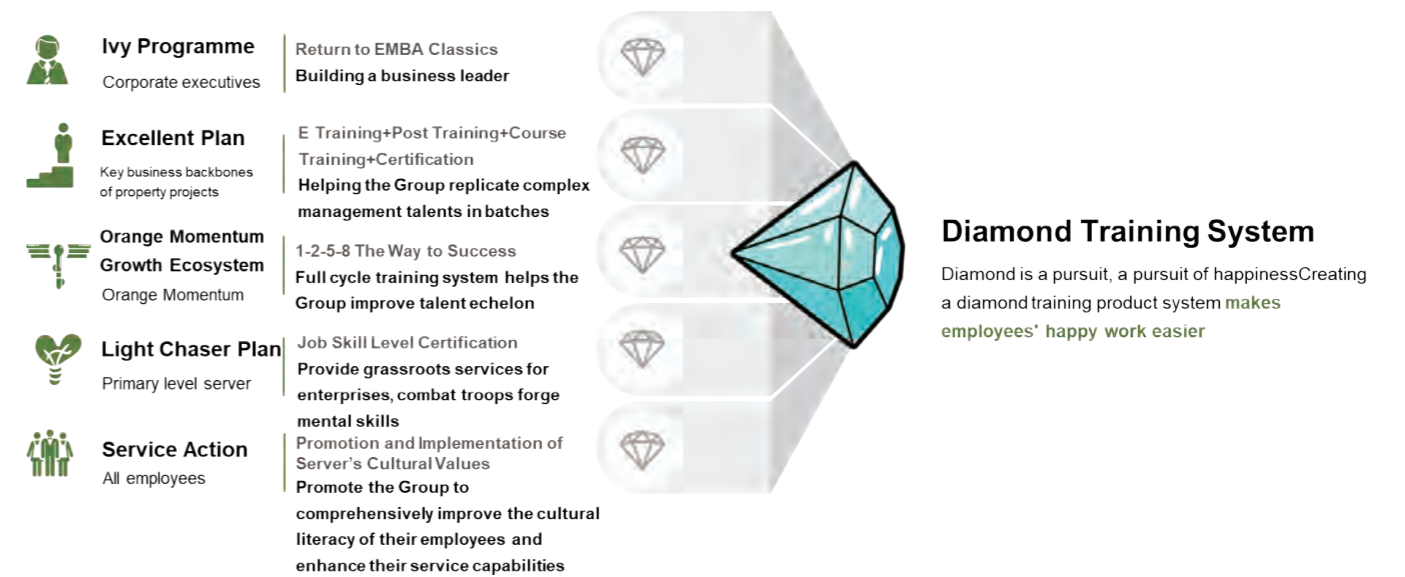 Ivy Programme
Corporate executives
Return to EMBA Classics
Building a business leader
Excellent Plan
Key business backbones
of property projects
E Training+Post Training+Course
Training+Certification
Helping the Group replicate complex
management talents in batches
Orange Momentum
Growth Ecosystem
Orange Momentum
1-2-5-8 The Way to Success
Full cycle training system helps the
Group improve talent echelon
Light Chaser Plan
Primary level server
Job Skill Level Certification
Provide grassroots services for
enterprises, combat troops forge
mental skills
Service Action
All employees
Promotion and Implementation of
Server's Cultural Values
Promote the Group to
comprehensively improve the cultural
literacy of their employees and
enhance their service capabilities
Diamond Training System
Diamond is a pursuit, a pursuit of happinessCreating
a diamond training product system makes
employees' happy work easier